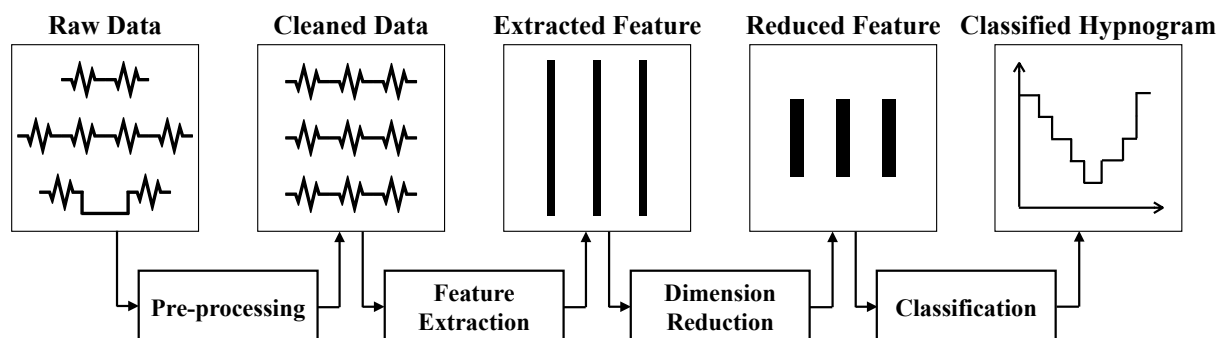 Raw Data
Cleaned Data
Extracted Feature
Reduced Feature
Classified Hypnogram
Pre-processing
Feature
Extraction
Dimension
Reduction
Classification